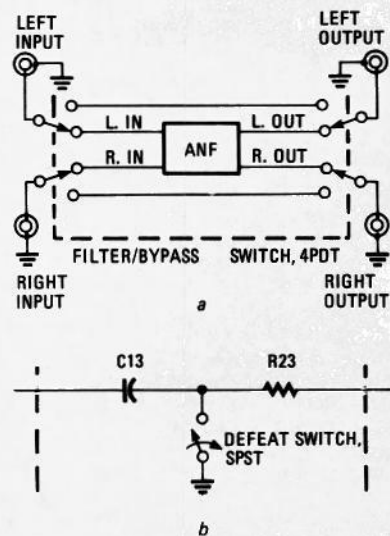 LEFT
INPUT
LEFT
OUTPUT
L. IN
L. OUT
ANF
R. IN
R. OUT
FILTER/BYPASS SWITCH, 4PDT
RIGHT
INPUT
RIGHT
OUTPUT
a
C13
R23
DEFEAT SWITCH,
SPST
b